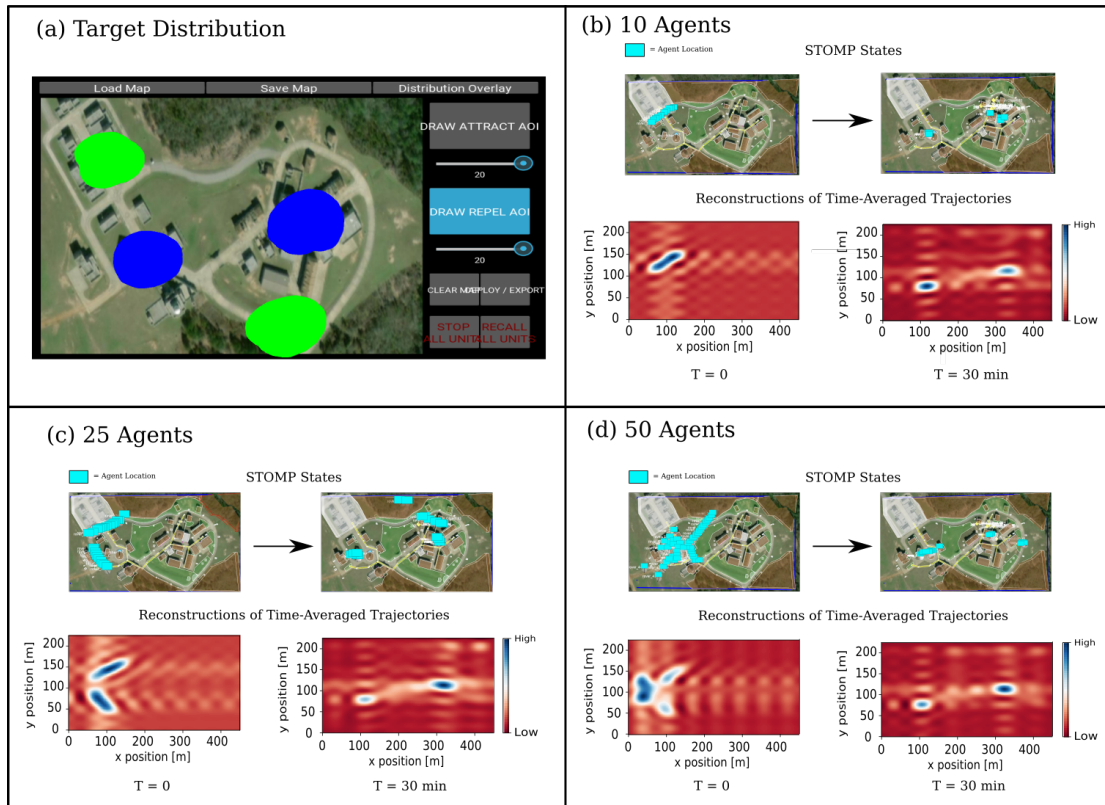 (a) Target Distribution
Load Map
Save Map
Distribution Overlay
DRAW ATTRACT AOI
20
DRAW REPEL AOI
20
CLEAR MAP
DEPLOY / EXPORT
STOP
ALL UNITS
RECALL
ALL UNITS
(b) 10 Agents
= Agent Location
STOMP States
Reconstructions of Time-Averaged Trajectories
200
150
100
50
0
y position [m]
0 100 200 300 400
x position [m]
T = 0
200
150
100
50
0
y position [m]
0 100 200 300 400
x position [m]
T = 30 min
High
Low
(c) 25 Agents
= Agent Location
STOMP States
Reconstructions of Time-Averaged Trajectories
200
150
100
50
0
y position [m]
0 100 200 300 400
x position [m]
T = 0
200
150
100
50
0
y position [m]
0 100 200 300 400
x position [m]
T = 30 min
High
Low
(d) 50 Agents
= Agent Location
STOMP States
Reconstructions of Time-Averaged Trajectories
200
150
100
50
0
y position [m]
0 100 200 300 400
x position [m]
T = 0
200
150
100
50
0
y position [m]
0 100 200 300 400
x position [m]
T = 30 min
High
Low